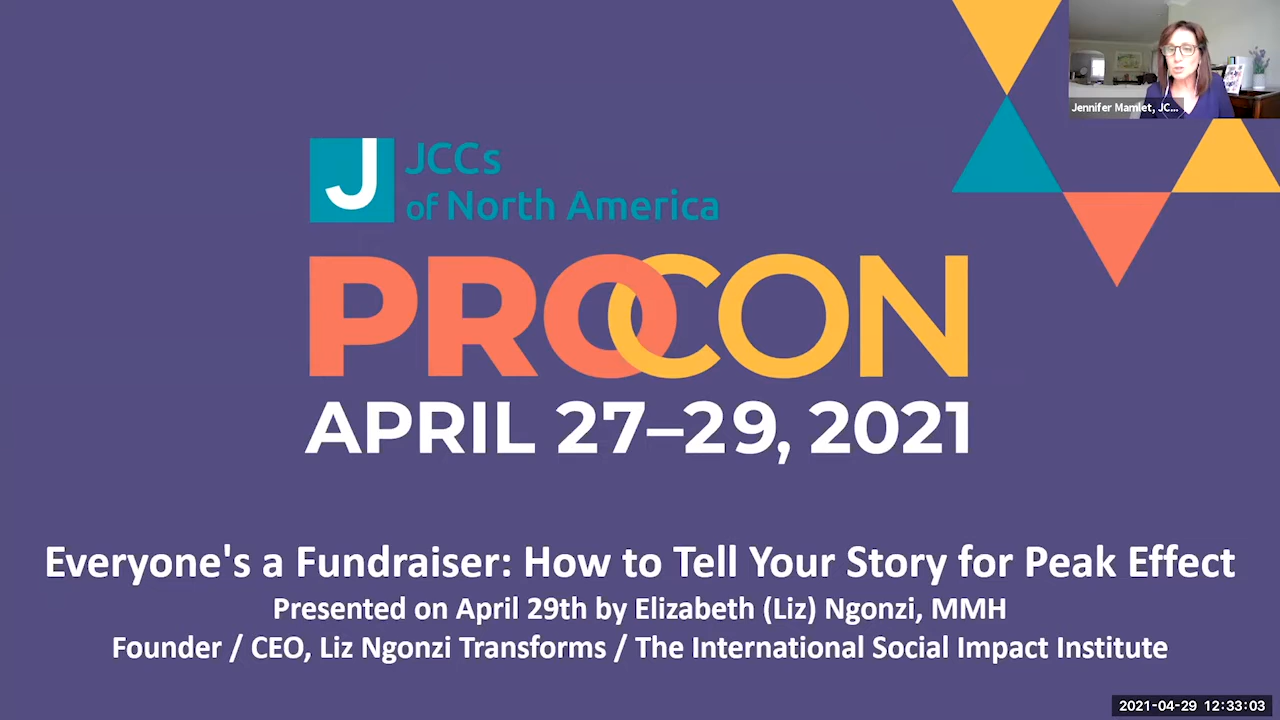 Jennifer Mamlet, JC...
J
JCCs
of North America
PROCON
APRIL 27–29, 2021
Everyone's a Fundraiser: How to Tell Your Story for Peak Effect
Presented on April 29th by Elizabeth (Liz) Ngonzi, MMH
Founder / CEO, Liz Ngonzi Transforms / The International Social Impact Institute
2021-04-29 12:33:03